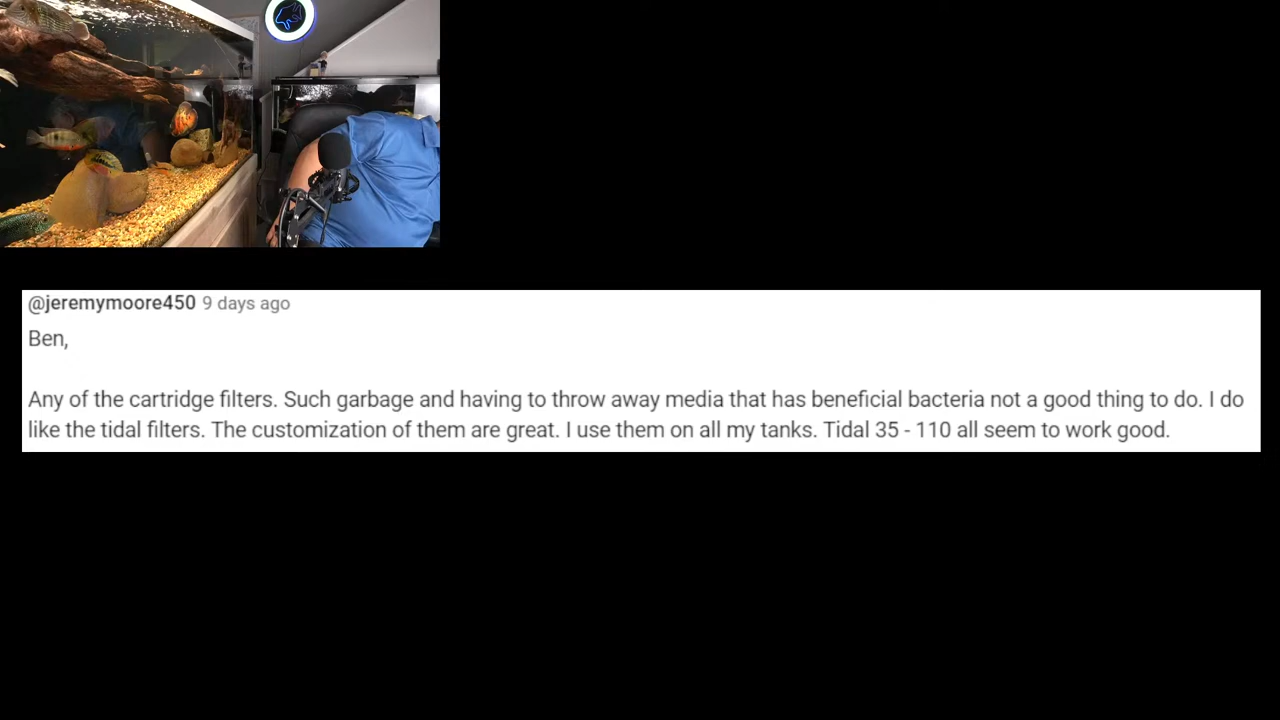 @jeremymoore450 9 days ago
Ben,
Any of the cartridge filters. Such garbage and having to throw away media that has beneficial bacteria not a good thing to do. I do
like the tidal filters. The customization of them are great. I use them on all my tanks. Tidal 35 - 110 all seem to work good.